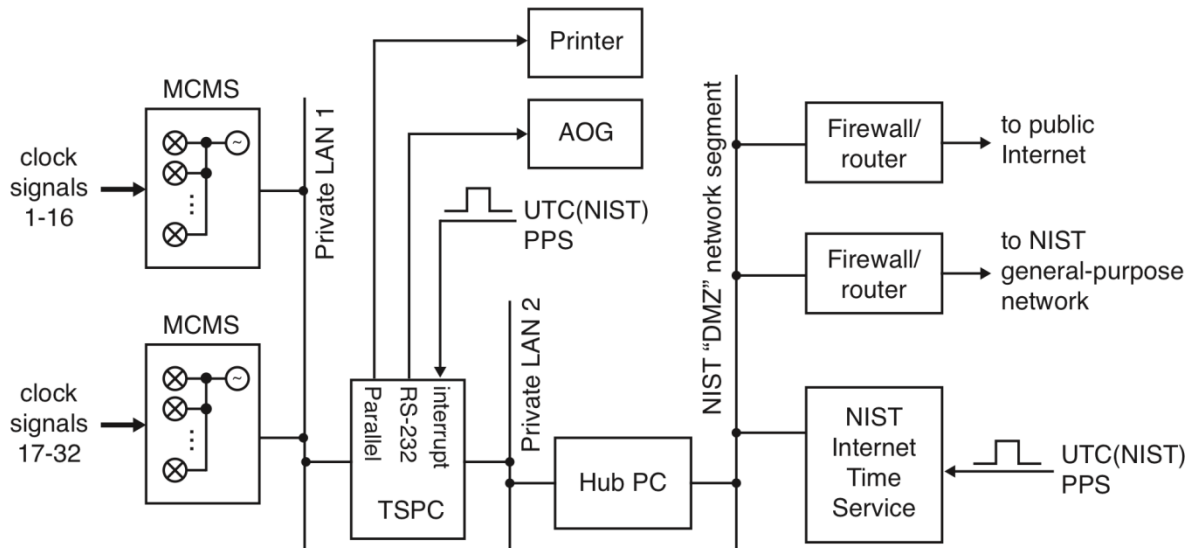 Printer
MCMS
AOG
clock
signals
1-16
Private LAN 1
UTC(NIST)
PPS
NIST “DMZ” network segment
Firewall/
router
to public
Internet
Firewall/
router
to NIST
general-purpose
network
MCMS
clock
signals
17-32
Parallel
RS-232
interrupt
TSPC
Private LAN 2
Hub PC
NIST
Internet
Time
Service
UTC(NIST)
PPS